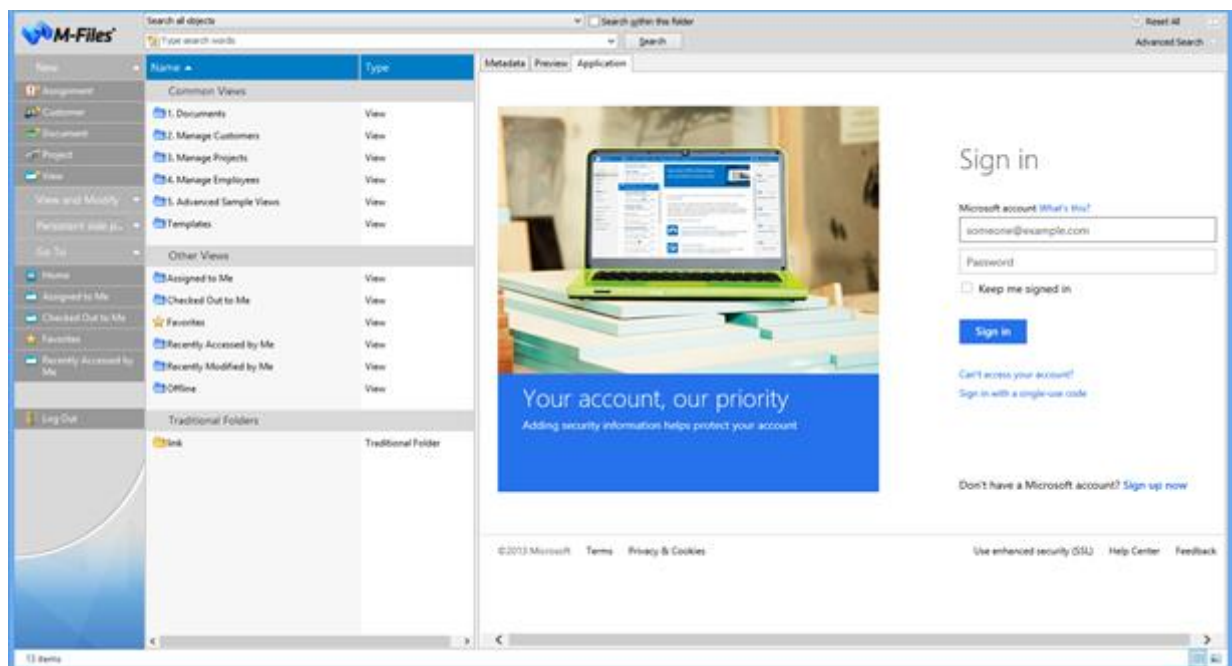 M-Files®
Search all objects
Search within this folder
Reset All
Type search words
Search
Advanced Search
New
Assignment
Customer
Document
Project
View
View and Modify
Go To
Home
Assigned to Me
Checked Out to Me
Favorites
Recently Accessed by
Me
Log Out
Name
Type
Common Views
1. Documents View
2. Manage Customers View
3. Manage Projects View
4. Manage Employees View
5. Advanced Sample Views View
Templates View
Other Views
Assigned to Me View
Checked Out to Me View
Favorites View
Recently Accessed by Me View
Recently Modified by Me View
Offline View
Traditional Folders
link Traditional Folder
13 items
Metadata Preview Application
Your account, our priority
Adding security information helps protect your account
Sign in
Microsoft account What's this?
someone@example.com
Password
Keep me signed in
Sign in
Can't access your account?
Sign in with a single-use code
Don't have a Microsoft account? Sign up now
©2013 Microsoft Terms Privacy & Cookies
Use enhanced security (SSL) Help Center Feedback